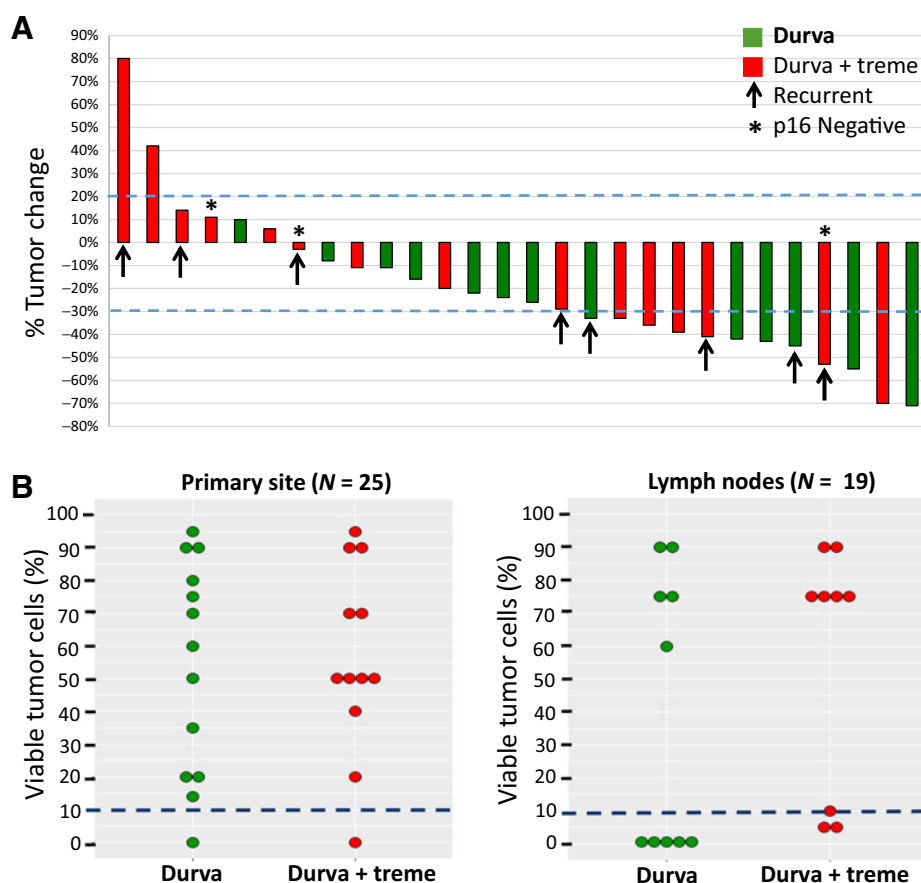 A
90%
80%
70%
60%
50%
40%
30%
20%
10%
0%
–10%
–20%
–30%
–40%
–50%
–60%
–70%
–80%
% Tumor change
Durva
Durva + treme
Recurrent
* p16 Negative
*
*
*
B
Primary site (N = 25)
100
90
80
70
60
50
40
30
20
10
0
Viable tumor cells (%)
Durva
Durva + treme
Lymph nodes (N = 19)
100
90
80
70
60
50
40
30
20
10
0
Viable tumor cells (%)
Durva
Durva + treme